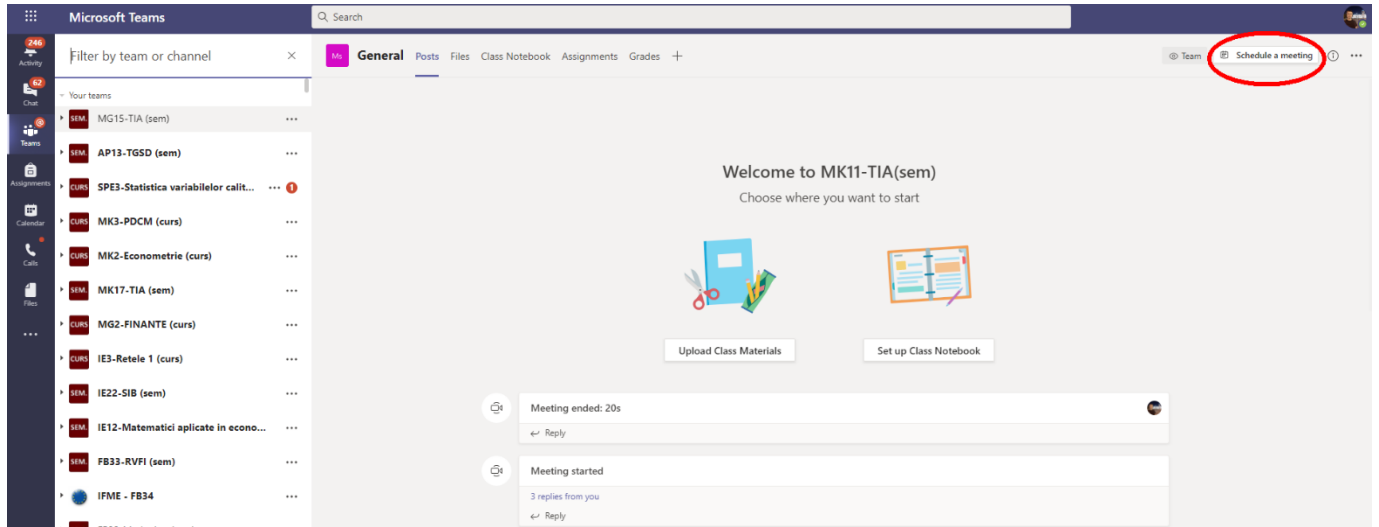 Microsoft Teams
Search
246
Activity
62
Chat
Teams
Assignments
Calendar
Calls
Files
...
Filter by team or channel
Your teams
SEM. MG15-TIA (sem) ...
SEM. AP13-TGSD (sem) ...
CURS SPE3-Statistica variabilelor calit... ... 1
CURS MK3-PDCM (curs) ...
CURS MK2-Econometrie (curs) ...
SEM. MK17-TIA (sem) ...
CURS MG2-FINANTE (curs) ...
CURS IE3-Retele 1 (curs) ...
SEM. IE22-SIB (sem) ...
SEM. IE12-Matematici aplicate in econo... ...
SEM. FB33-RVFI (sem) ...
IFME - FB34 ...
Ms General Posts Files Class Notebook Assignments Grades +
Team Schedule a meeting ...
Welcome to MK11-TIA(sem)
Choose where you want to start
Upload Class Materials
Set up Class Notebook
Meeting ended: 20s
Reply
Meeting started
3 replies from you
Reply